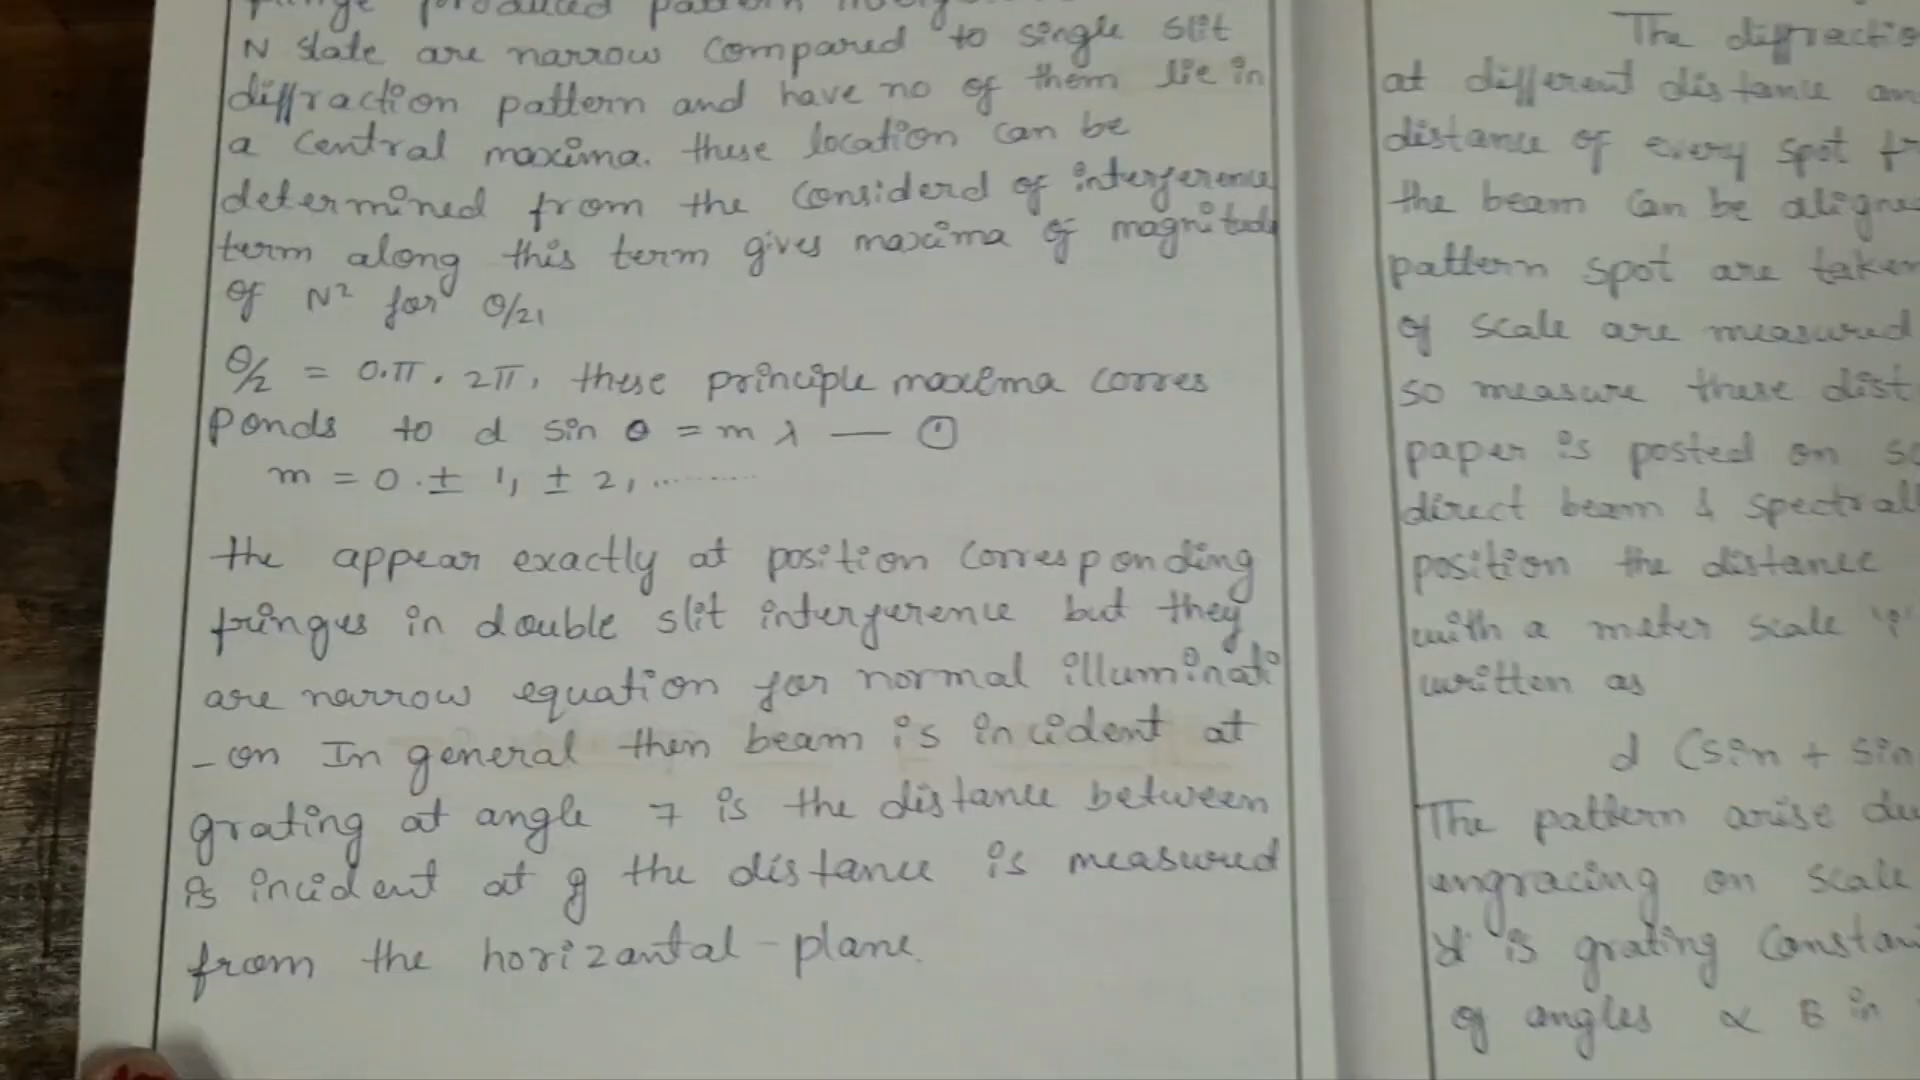 produced pattern
N state are narrow compared to single slit
diffraction pattern and have no of them lie in
a central maxima. these location can be
determined from the considerd of interference
term along this term gives maxima of magnitude
of N² for θ/2,
θ/2 = 0.π. 2π, these principle maxima corres
ponds to d sin θ = m λ — ①
m = 0.± 1, ± 2, .........
the appear exactly at position corresponding
fringes in double slit interference but they
are narrow equation for normal illuminati
-on In general then beam is incident at
grating at angle 7 is the distance between
is incident at g the distance is measured
from the horizantal-plane.
The diffractio
at different distance an
distance of every spot fr
the beam can be aligne
pattern spot are taken
of scale are measured
so measure these dist
paper is posted on sc
direct beam & spectral
position the distance
with a meter scale
written as
d (sin + sin
The pattern arise du
engracing on scale
'd' is grating constan
of angles α B in